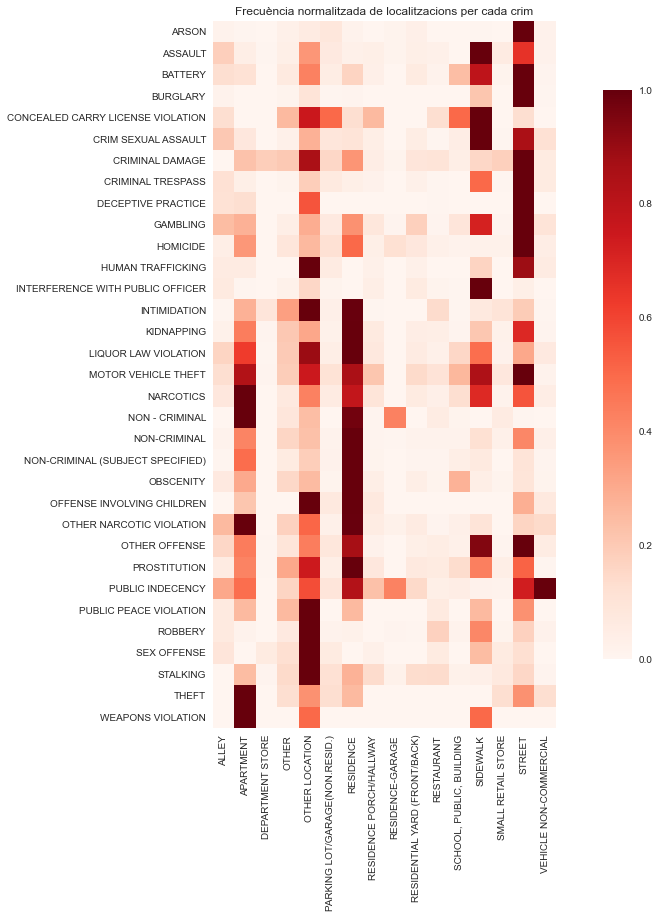 Frecuència normalitzada de localitzacions per cada crim
ARSON
ASSAULT
BATTERY
BURGLARY
CONCEALED CARRY LICENSE VIOLATION
CRIM SEXUAL ASSAULT
CRIMINAL DAMAGE
CRIMINAL TRESPASS
DECEPTIVE PRACTICE
GAMBLING
HOMICIDE
HUMAN TRAFFICKING
INTERFERENCE WITH PUBLIC OFFICER
INTIMIDATION
KIDNAPPING
LIQUOR LAW VIOLATION
MOTOR VEHICLE THEFT
NARCOTICS
NON - CRIMINAL
NON-CRIMINAL
NON-CRIMINAL (SUBJECT SPECIFIED)
OBSCENITY
OFFENSE INVOLVING CHILDREN
OTHER NARCOTIC VIOLATION
OTHER OFFENSE
PROSTITUTION
PUBLIC INDECENCY
PUBLIC PEACE VIOLATION
ROBBERY
SEX OFFENSE
STALKING
THEFT
WEAPONS VIOLATION
ALLEY
APARTMENT
DEPARTMENT STORE
OTHER
OTHER LOCATION
PARKING LOT/GARAGE(NON.RESID.)
RESIDENCE
RESIDENCE PORCH/HALLWAY
RESIDENCE-GARAGE
RESIDENTIAL YARD (FRONT/BACK)
RESTAURANT
SCHOOL, PUBLIC, BUILDING
SIDEWALK
SMALL RETAIL STORE
STREET
VEHICLE NON-COMMERCIAL
1.0
0.8
0.6
0.4
0.2
0.0